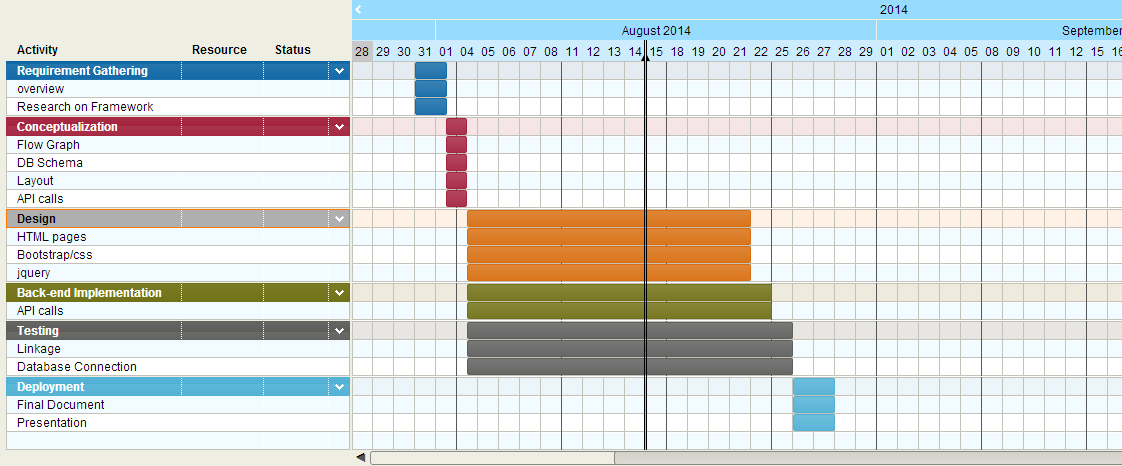 2014
August 2014
September
Activity Resource Status 28 29 30 31 01 04 05 06 07 08 11 12 13 14 15 18 19 20 21 22 25 26 27 28 29 01 02 03 04 05 08 09 10 11 12 15 16
Requirement Gathering
overview
Research on Framework
Conceptualization
Flow Graph
DB Schema
Layout
API calls
Design
HTML pages
Bootstrap/css
jquery
Back-end Implementation
API calls
Testing
Linkage
Database Connection
Deployment
Final Document
Presentation